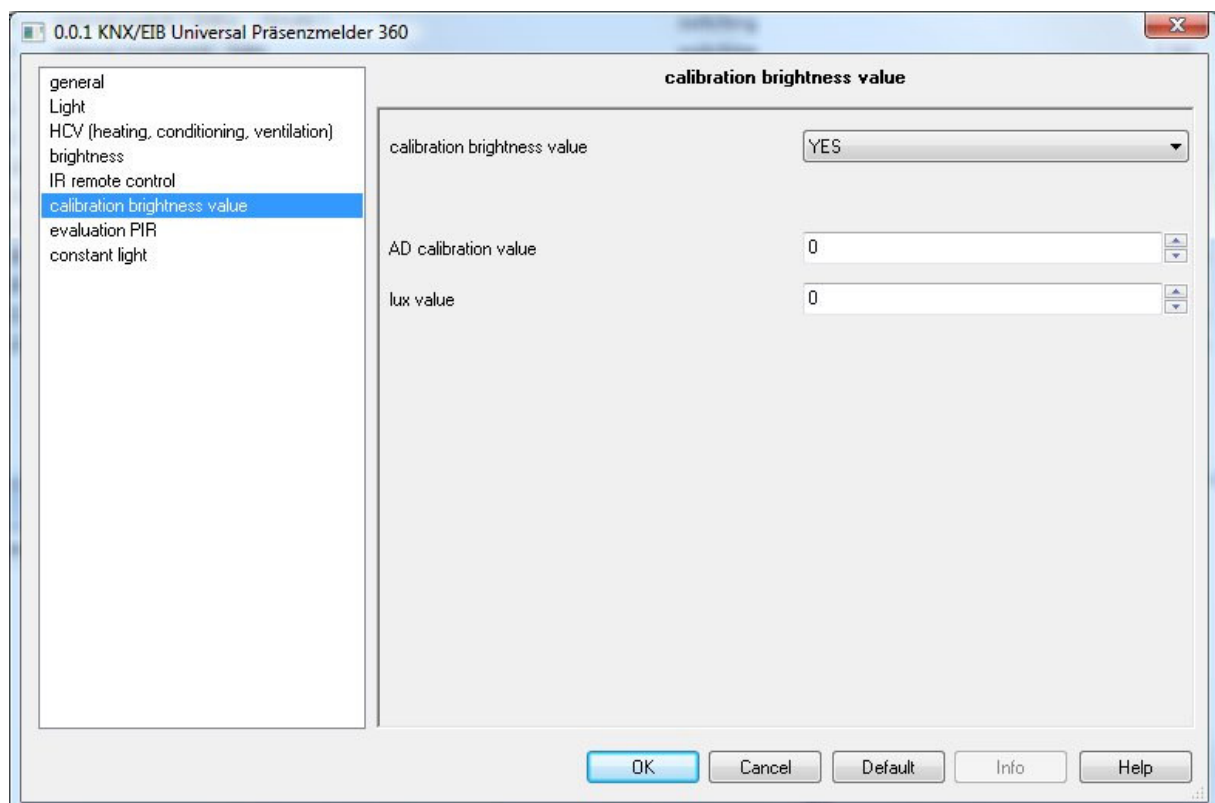 0.0.1 KNX/EIB Universal Präsenzmelder 360
general
Light
HCV (heating, conditioning, ventilation)
brightness
IR remote control
calibration brightness value
evaluation PIR
constant light
calibration brightness value
calibration brightness value YES
AD calibration value 0
lux value 0
OK Cancel Default Info Help